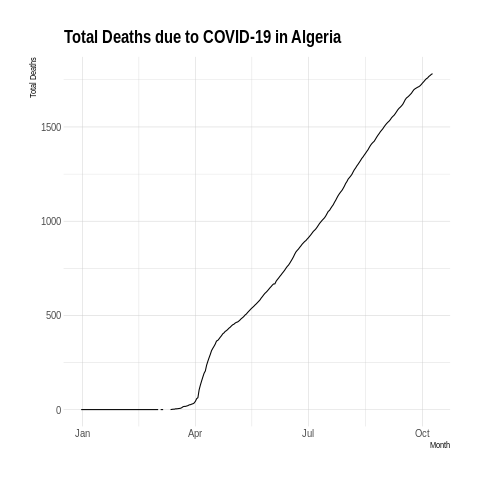 Total Deaths due to COVID-19 in Algeria
Total Deaths
1500
1000
500
0
Jan Apr Jul Oct
Month